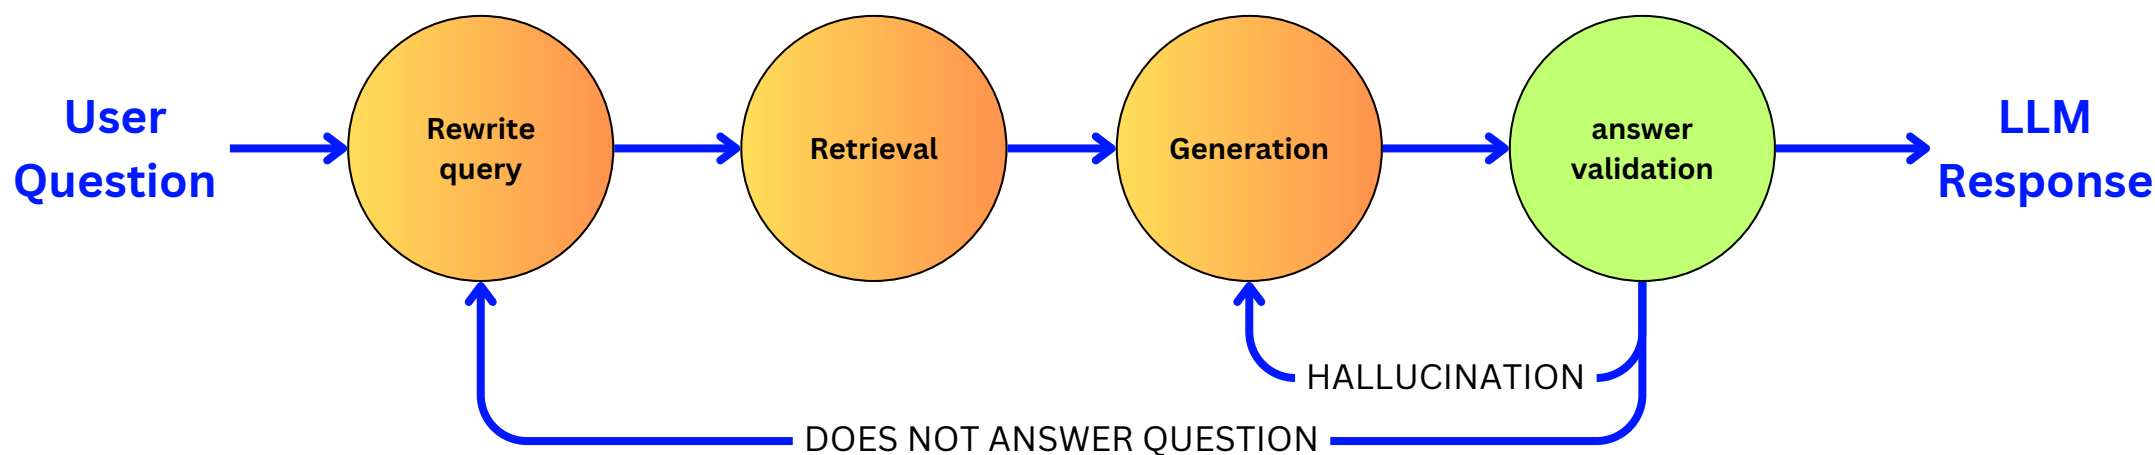 User
Question
Rewrite
query
Retrieval
Generation
answer
validation
LLM
Response
HALLUCINATION
DOES NOT ANSWER QUESTION